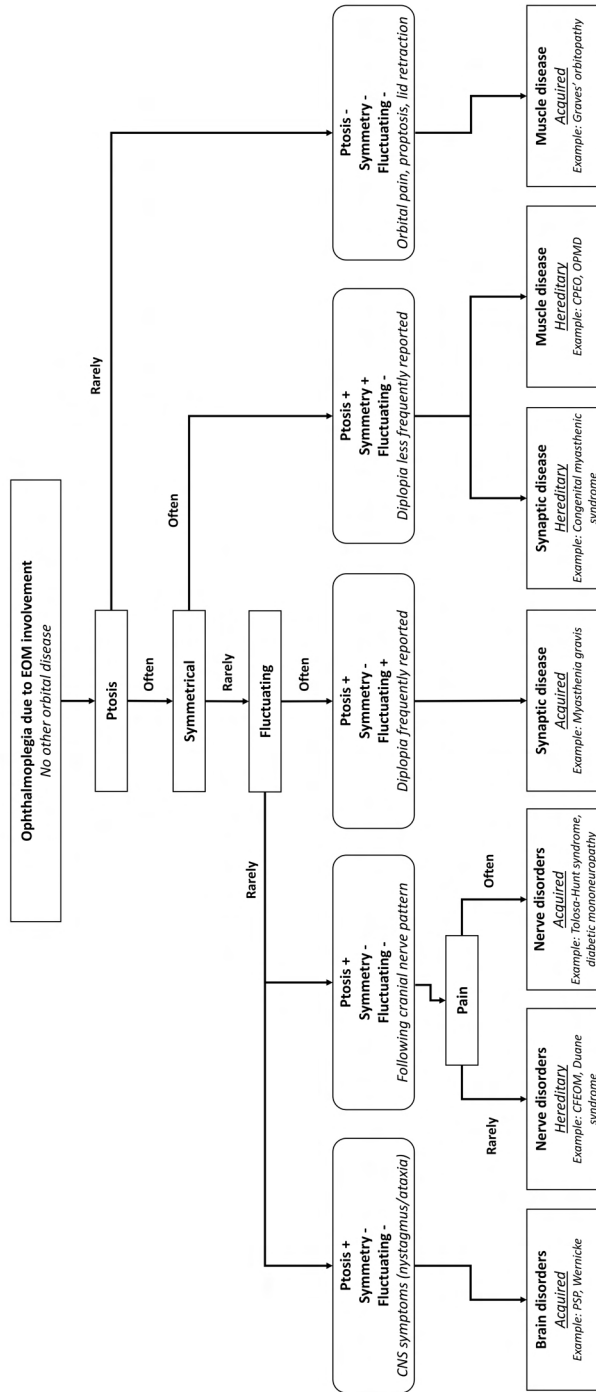 Ophthalmoplegia due to EOM involvement
No other orbital disease
Ptosis
Rarely
Often
Symmetrical
Often
Rarely
Fluctuating
Rarely
Often
Ptosis +
Symmetry -
Fluctuating -
CNS symptoms (nystagmus/ataxia)
Ptosis +
Symmetry -
Fluctuating -
Following cranial nerve pattern
Ptosis +
Symmetry -
Fluctuating +
Diplopia frequently reported
Ptosis +
Symmetry +
Fluctuating -
Diplopia less frequently reported
Ptosis -
Symmetry -
Fluctuating -
Orbital pain, proptosis, lid retraction
Pain
Rarely
Often
Brain disorders
Acquired
Example: PSP, Wernicke
Nerve disorders
Hereditary
Example: CFEOM, Duane
syndrome
Nerve disorders
Acquired
Example: Tolosa-Hunt syndrome,
diabetic mononeuropathy
Synaptic disease
Acquired
Example: Myasthenia gravis
Synaptic disease
Hereditary
Example: Congenital myasthenic
syndrome
Muscle disease
Hereditary
Example: CPEO, OPMD
Muscle disease
Acquired
Example: Graves’ orbitopathy